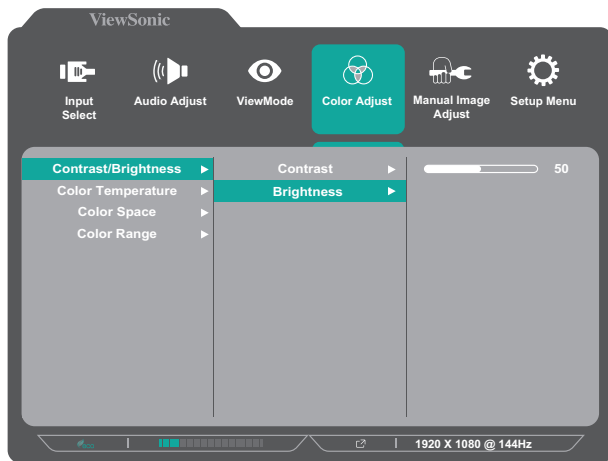 ViewSonic
Input
Select
Audio Adjust
ViewMode
Color Adjust
Manual Image
Adjust
Setup Menu
Contrast/Brightness
Color Temperature
Color Space
Color Range
Contrast
Brightness
50
1920 X 1080 @ 144Hz